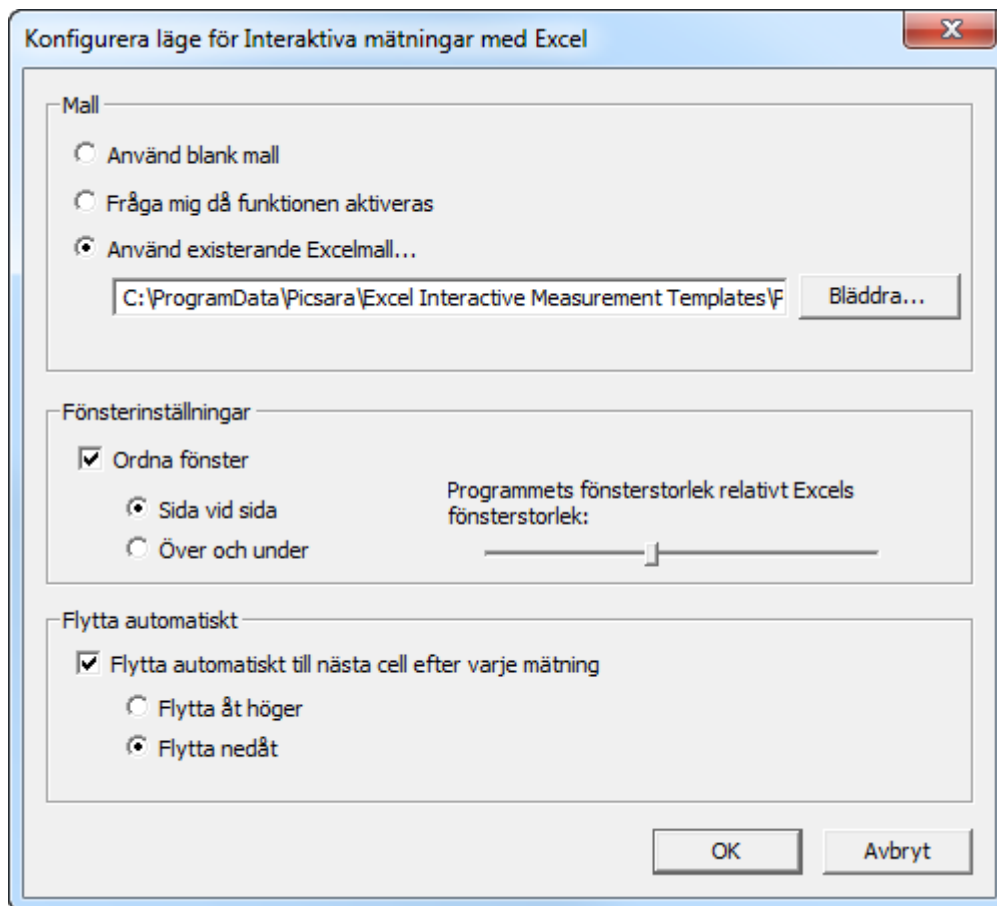 Konfigurera läge för Interaktiva mätningar med Excel
Mall
Använd blank mall
Fråga mig då funktionen aktiveras
Använd existerande Excelmall...
C:\ProgramData\Picsara\Excel Interactive Measurement Templates\F
Bläddra...
Fönsterinställningar
Ordna fönster
Sida vid sida
Över och under
Programmets fönsterstorlek relativt Excels
fönsterstorlek:
Flytta automatiskt
Flytta automatiskt till nästa cell efter varje mätning
Flytta åt höger
Flytta nedåt
OK
Avbryt